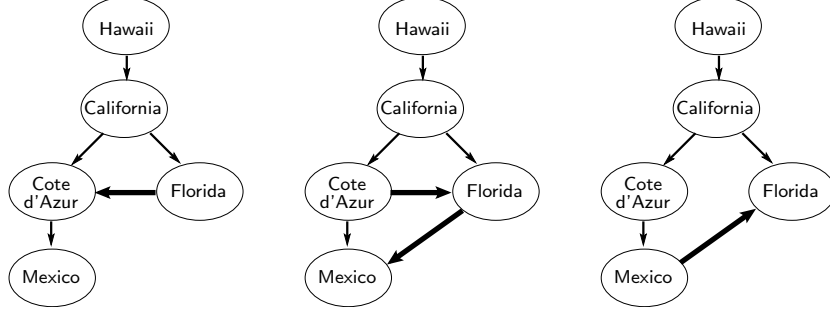 Hawaii
Hawaii
Hawaii
California
California
California
Cote
d'Azur
Florida
Cote
d'Azur
Florida
Cote
d'Azur
Florida
Mexico
Mexico
Mexico